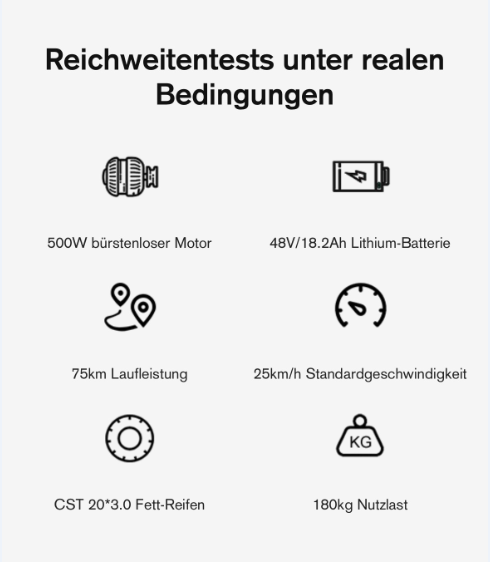 Reichweitentests unter realen
Bedingungen
500W bürstenloser Motor
48V/18.2Ah Lithium-Batterie
75km Laufleistung
25km/h Standardgeschwindigkeit
KG
CST 20*3.0 Fett-Reifen
180kg Nutzlast